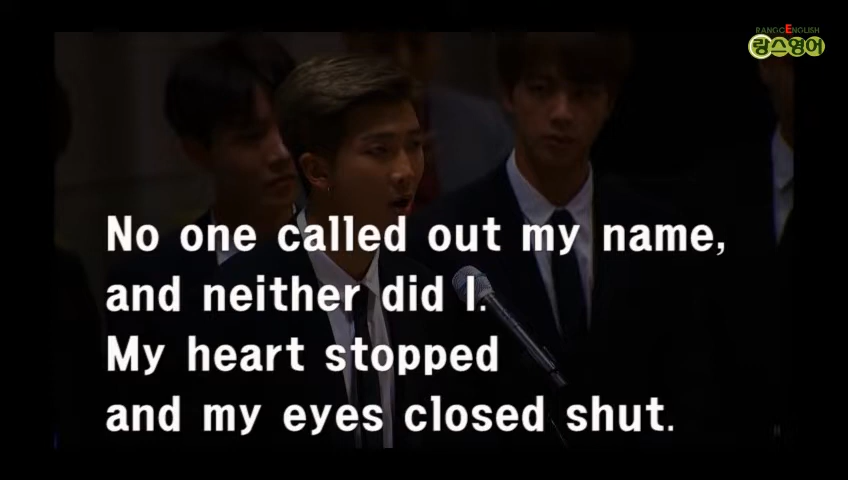 RANGCENGLISH
랑스영어
No one called out my name,
and neither did I.
My heart stopped
and my eyes closed shut.